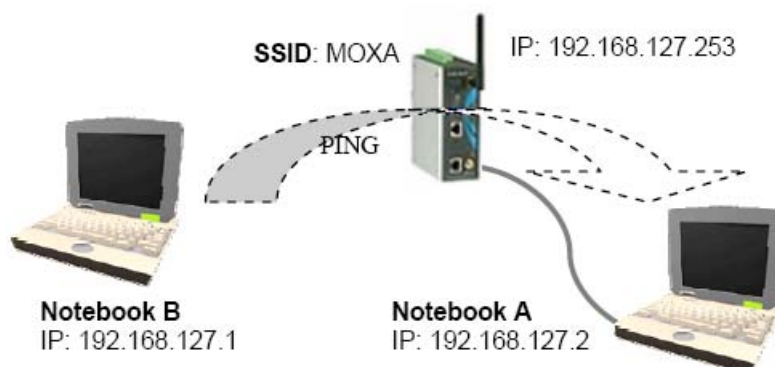 SSID: MOXA
IP: 192.168.127.253
PING
Notebook B
IP: 192.168.127.1
Notebook A
IP: 192.168.127.2